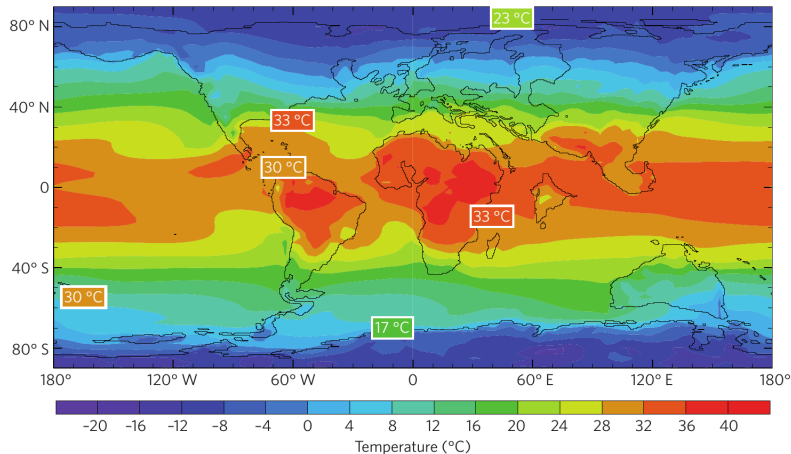 80° N
23 °C
40° N
33 °C
30 °C
0
33 °C
40° S
30 °C
17 °C
80° S
180° 120° W 60° W 0 60° E 120° E 180°
–20 –16 –12 –8 –4 0 4 8 12 16 20 24 28 32 36 40
Temperature (°C)